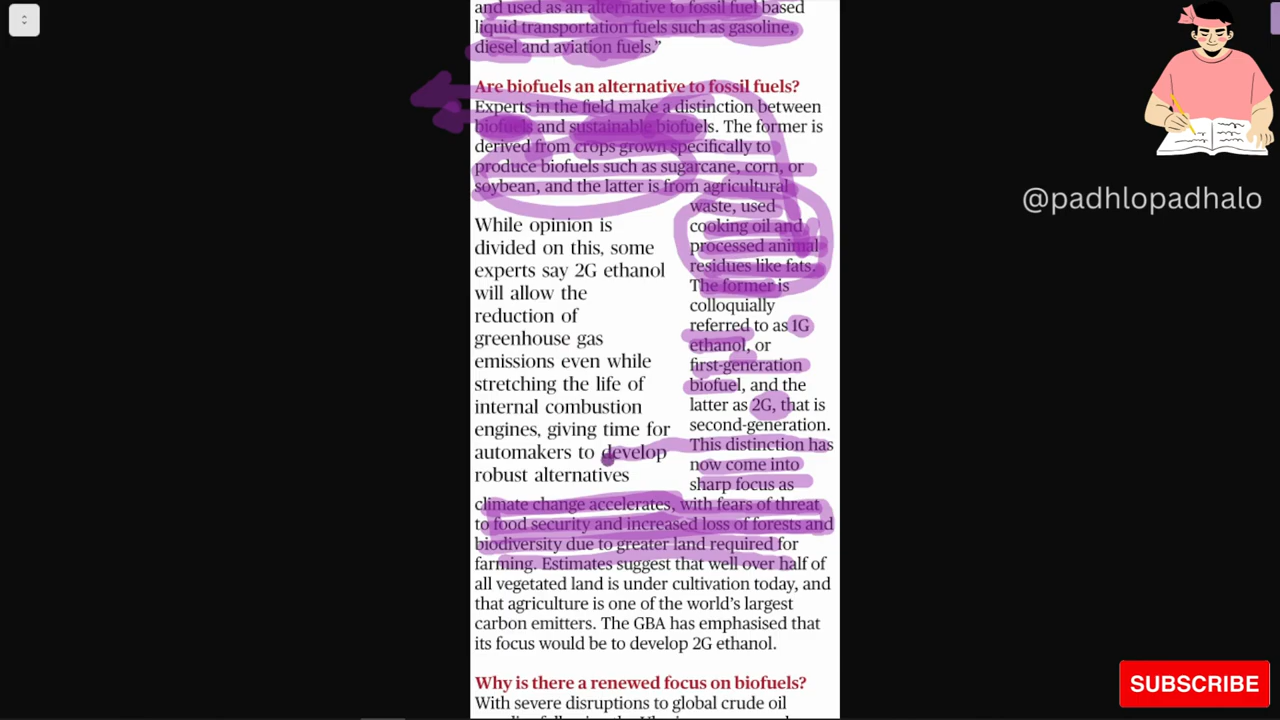 and used as an alternative to fossil fuel based
liquid transportation fuels such as gasoline,
diesel and aviation fuels.”
Are biofuels an alternative to fossil fuels?
Experts in the field make a distinction between
biofuels and sustainable biofuels. The former is
derived from crops grown specifically to
produce biofuels such as sugarcane, corn, or
soybean, and the latter is from agricultural
waste, used
cooking oil and
processed animal
residues like fats.
The former is
colloquially
referred to as 1G
ethanol, or
first-generation
biofuel, and the
latter as 2G, that is
second-generation.
This distinction has
now come into
sharp focus as
While opinion is
divided on this, some
experts say 2G ethanol
will allow the
reduction of
greenhouse gas
emissions even while
stretching the life of
internal combustion
engines, giving time for
automakers to develop
robust alternatives
climate change accelerates, with fears of threat
to food security and increased loss of forests and
biodiversity due to greater land required for
farming. Estimates suggest that well over half of
all vegetated land is under cultivation today, and
that agriculture is one of the world’s largest
carbon emitters. The GBA has emphasised that
its focus would be to develop 2G ethanol.
Why is there a renewed focus on biofuels?
With severe disruptions to global crude oil
@padhlopadhalo
SUBSCRIBE